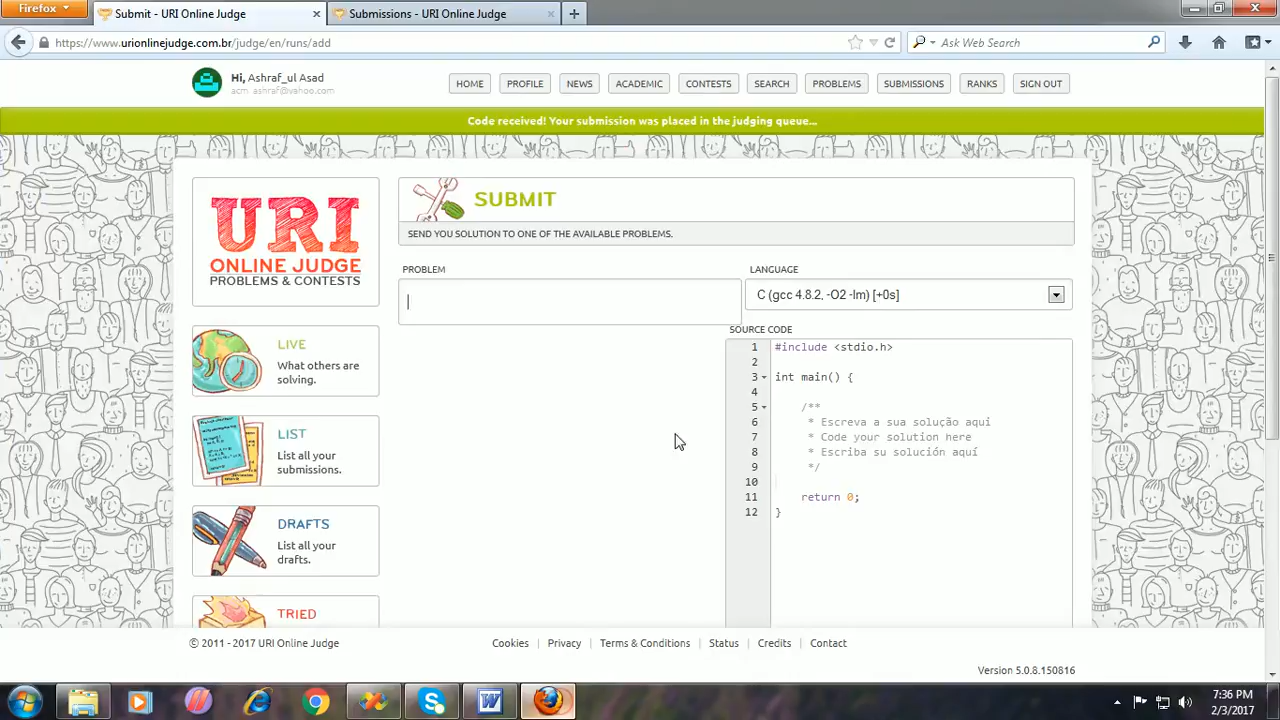 Firefox
Submit - URI Online Judge
Submissions - URI Online Judge
https://www.urionlinejudge.com.br/judge/en/runs/add
Ask Web Search
Hi, Ashraf_ul Asad
acm_ashraf@yahoo.com
HOME PROFILE NEWS ACADEMIC CONTESTS SEARCH PROBLEMS SUBMISSIONS RANKS SIGN OUT
Code received! Your submission was placed in the judging queue...
URI
ONLINE JUDGE
PROBLEMS & CONTESTS
SUBMIT
SEND YOU SOLUTION TO ONE OF THE AVAILABLE PROBLEMS.
PROBLEM
LANGUAGE
C (gcc 4.8.2, -O2 -lm) [+0s]
SOURCE CODE
1 #include <stdio.h>
2
3 int main() {
4
5 /**
6 * Escreva a sua solução aqui
7 * Code your solution here
8 * Escriba su solución aquí
9 */
10
11 return 0;
12 }
LIVE
What others are
solving.
LIST
List all your
submissions.
DRAFTS
List all your
drafts.
TRIED
© 2011 - 2017 URI Online Judge
Cookies Privacy Terms & Conditions Status Credits Contact
Version 5.0.8.150816
7:36 PM
2/3/2017